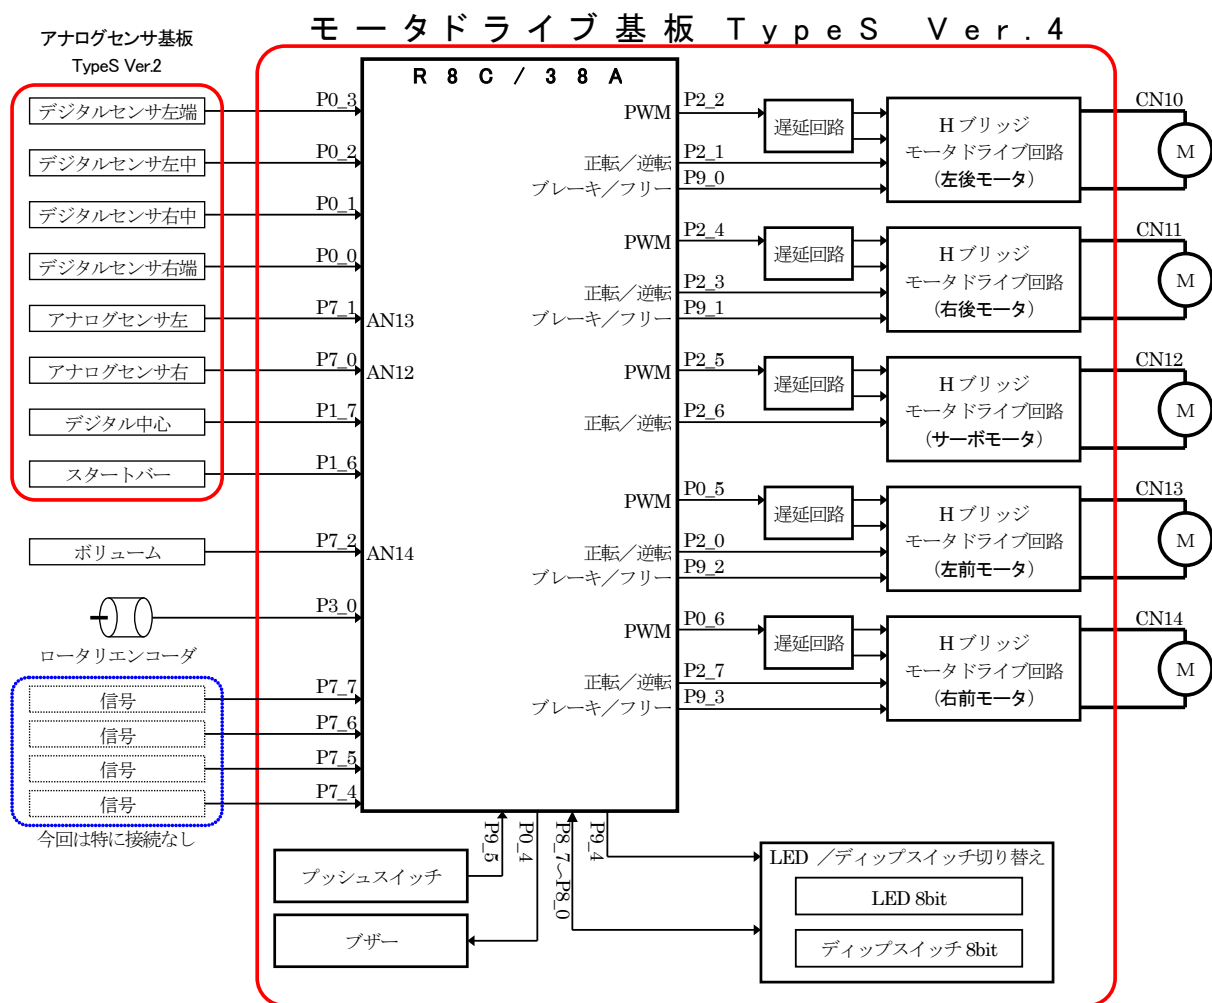 モータドライブ基板 TypeS Ver.4
アナログセンサ基板
TypeS Ver.2
R8C/38A
デジタルセンサ左端
P0_3
デジタルセンサ左中
P0_2
デジタルセンサ右中
P0_1
デジタルセンサ右端
P0_0
アナログセンサ左
P7_1
AN13
アナログセンサ右
P7_0
AN12
デジタル中心
P1_7
スタートバー
P1_6
ボリューム
P7_2
AN14
P3_0
ロータリエンコーダ
信号
P7_7
信号
P7_6
信号
P7_5
信号
P7_4
今回は特に接続なし
PWM
P2_2
遅延回路
正転／逆転
P2_1
ブレーキ／フリー
P9_0
Hブリッジ
モータドライブ回路
(左後モータ)
CN10
M
PWM
P2_4
遅延回路
正転／逆転
P2_3
ブレーキ／フリー
P9_1
Hブリッジ
モータドライブ回路
(右後モータ)
CN11
M
PWM
P2_5
遅延回路
正転／逆転
P2_6
Hブリッジ
モータドライブ回路
(サーボモータ)
CN12
M
PWM
P0_5
遅延回路
正転／逆転
P2_0
ブレーキ／フリー
P9_2
Hブリッジ
モータドライブ回路
(左前モータ)
CN13
M
PWM
P0_6
遅延回路
正転／逆転
P2_7
ブレーキ／フリー
P9_3
Hブリッジ
モータドライブ回路
(右前モータ)
CN14
M
P9_5
P0_4
P8_7～P8_0
P9_4
プッシュスイッチ
ブザー
LED ／ディップスイッチ切り替え
LED 8bit
ディップスイッチ 8bit